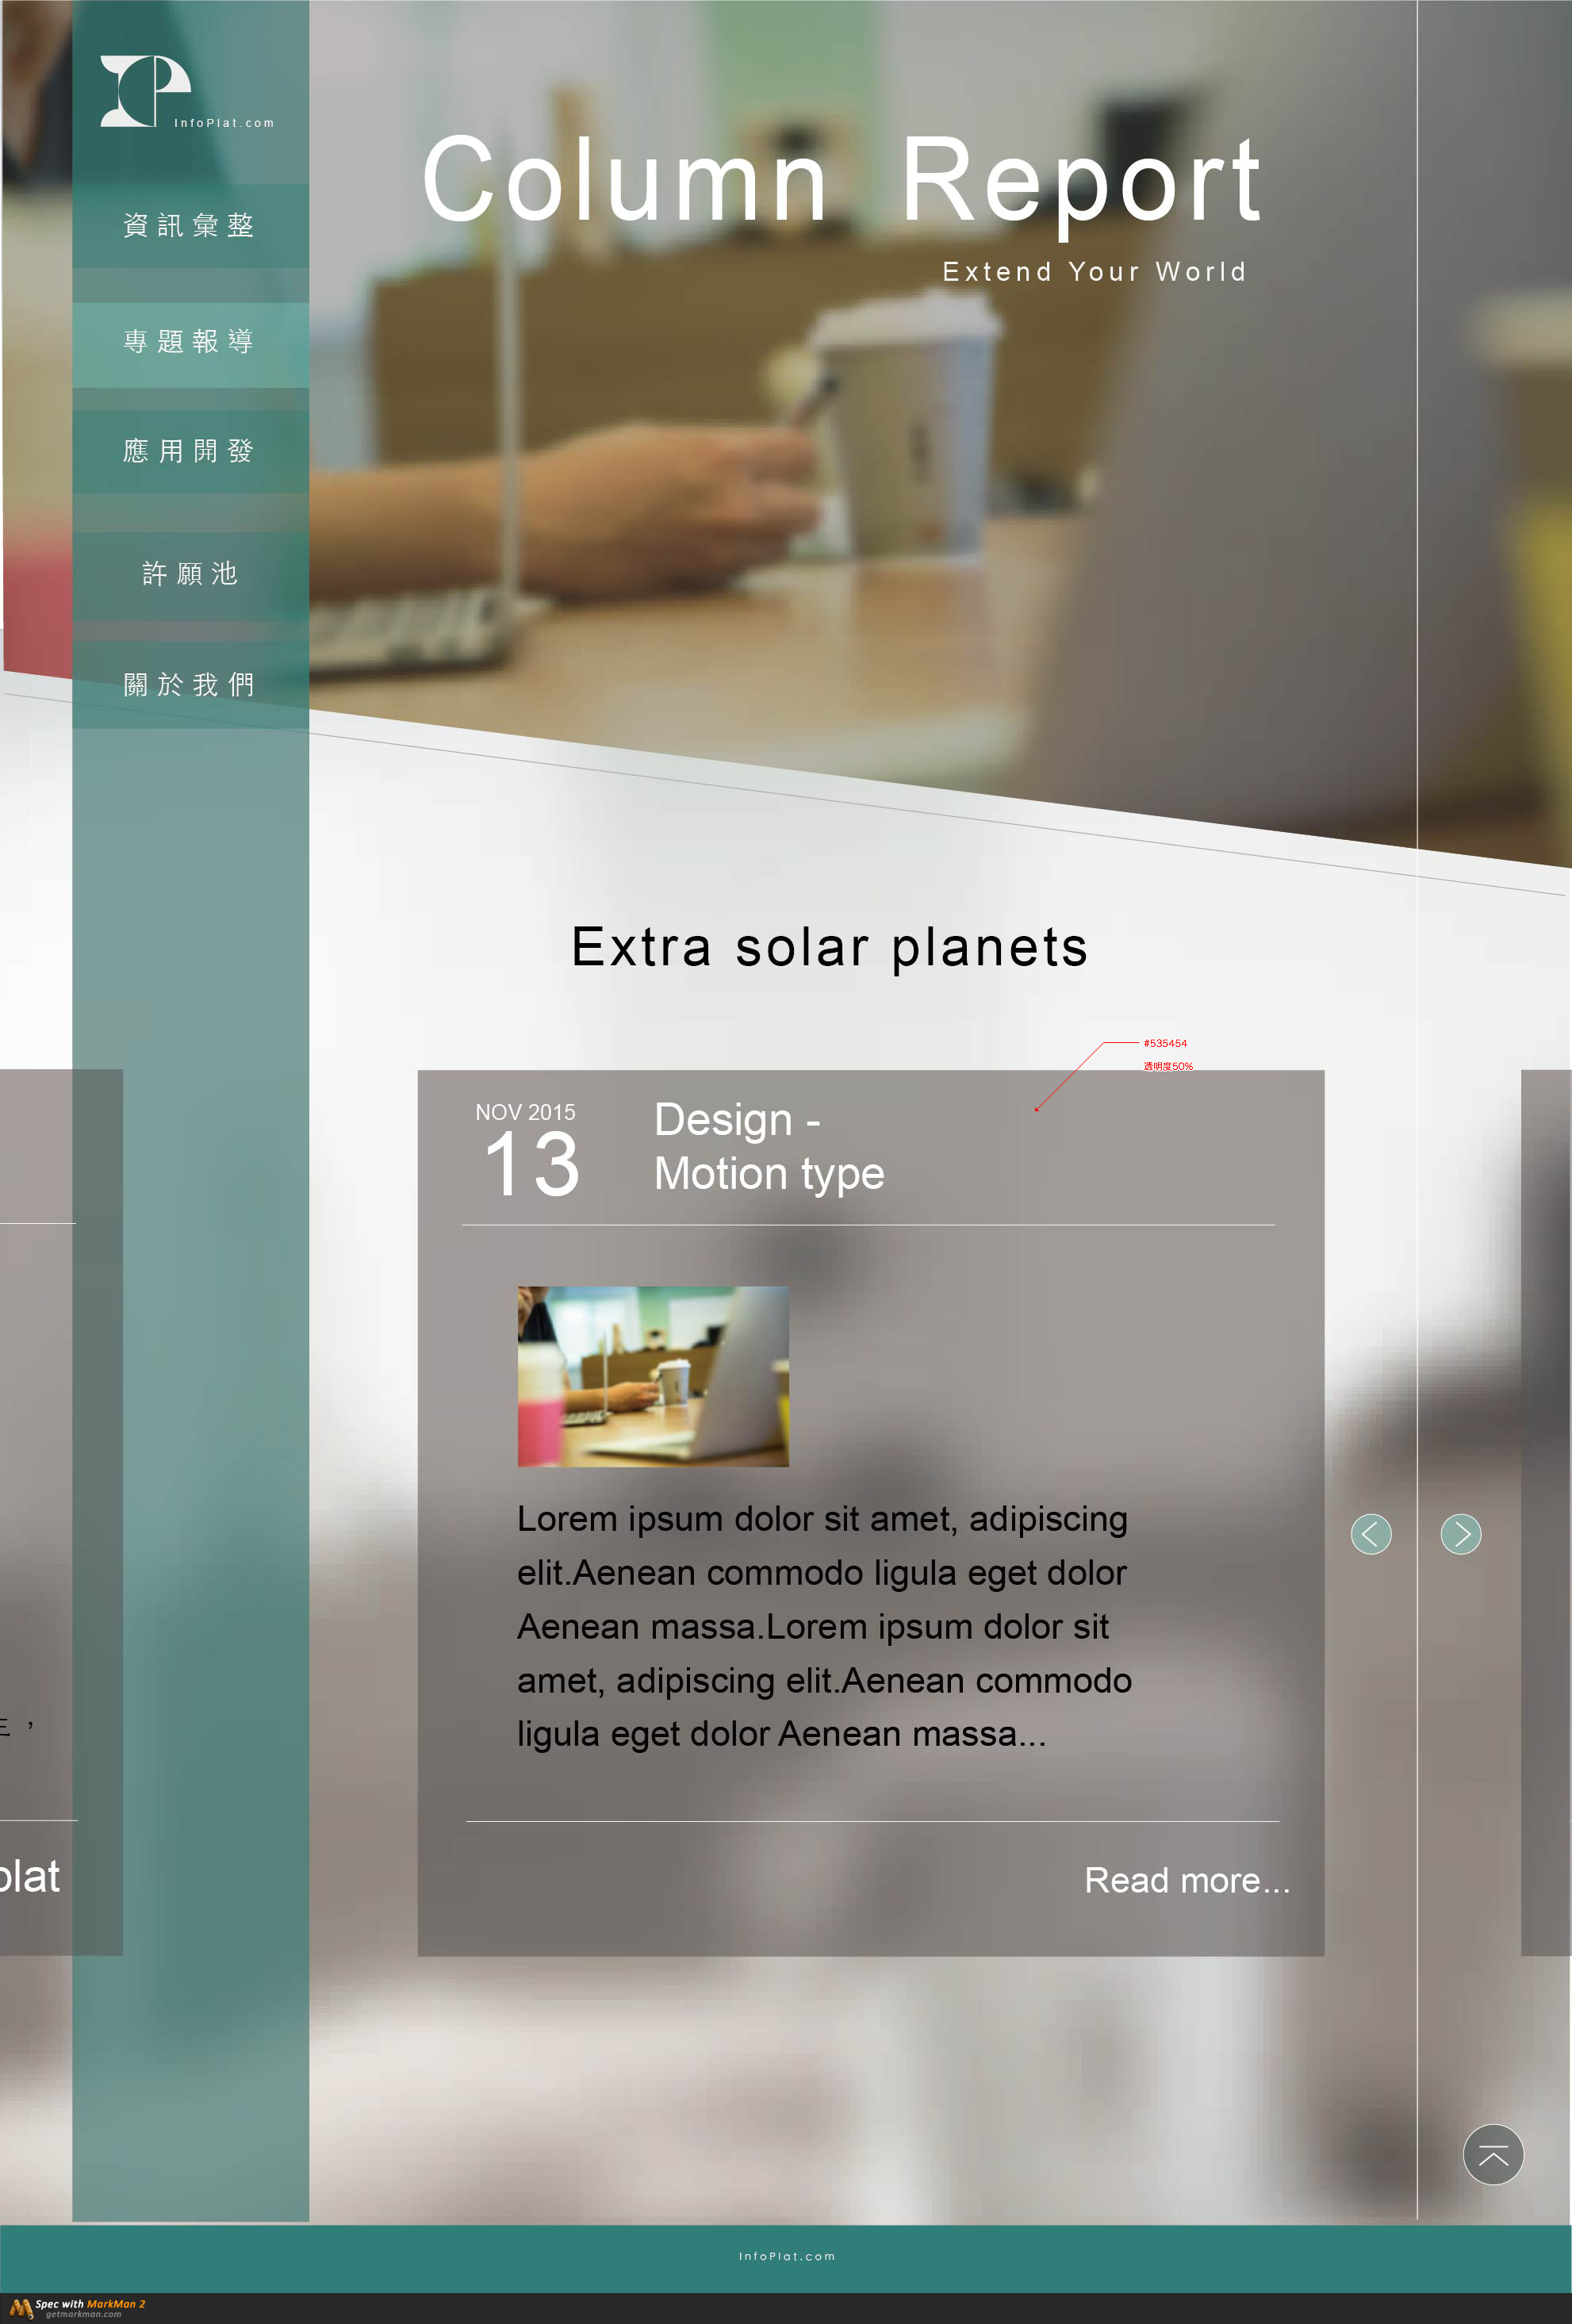 InfoPlat.com
資訊彙整
專題報導
應用開發
許願池
關於我們
Column Report
Extend Your World
Extra solar planets
#535454
透明度50%
NOV 2015
13
Design -
Motion type
Lorem ipsum dolor sit amet, adipiscing
elit.Aenean commodo ligula eget dolor
Aenean massa.Lorem ipsum dolor sit
amet, adipiscing elit.Aenean commodo
ligula eget dolor Aenean massa...
Read more...
plat
InfoPlat.com
Spec with MarkMan 2
getmarkman.com